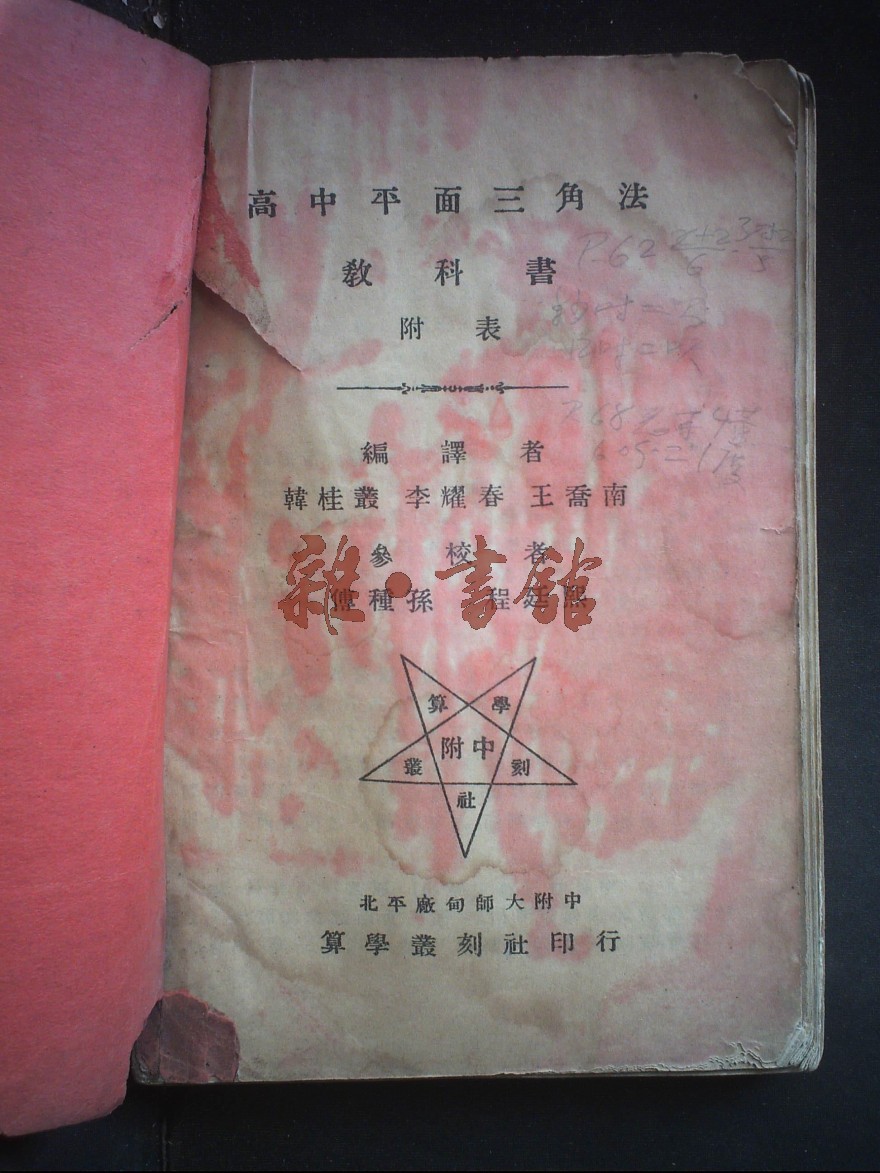 高中平面三角法
教科書
附表
編譯者
韓桂叢 李耀春 王喬南
參校者
傅種孫 程廷熙
雜·書館
算學
附中
叢刻
社
北平廠甸師大附中
算學叢刻社印行
P.62
P.68